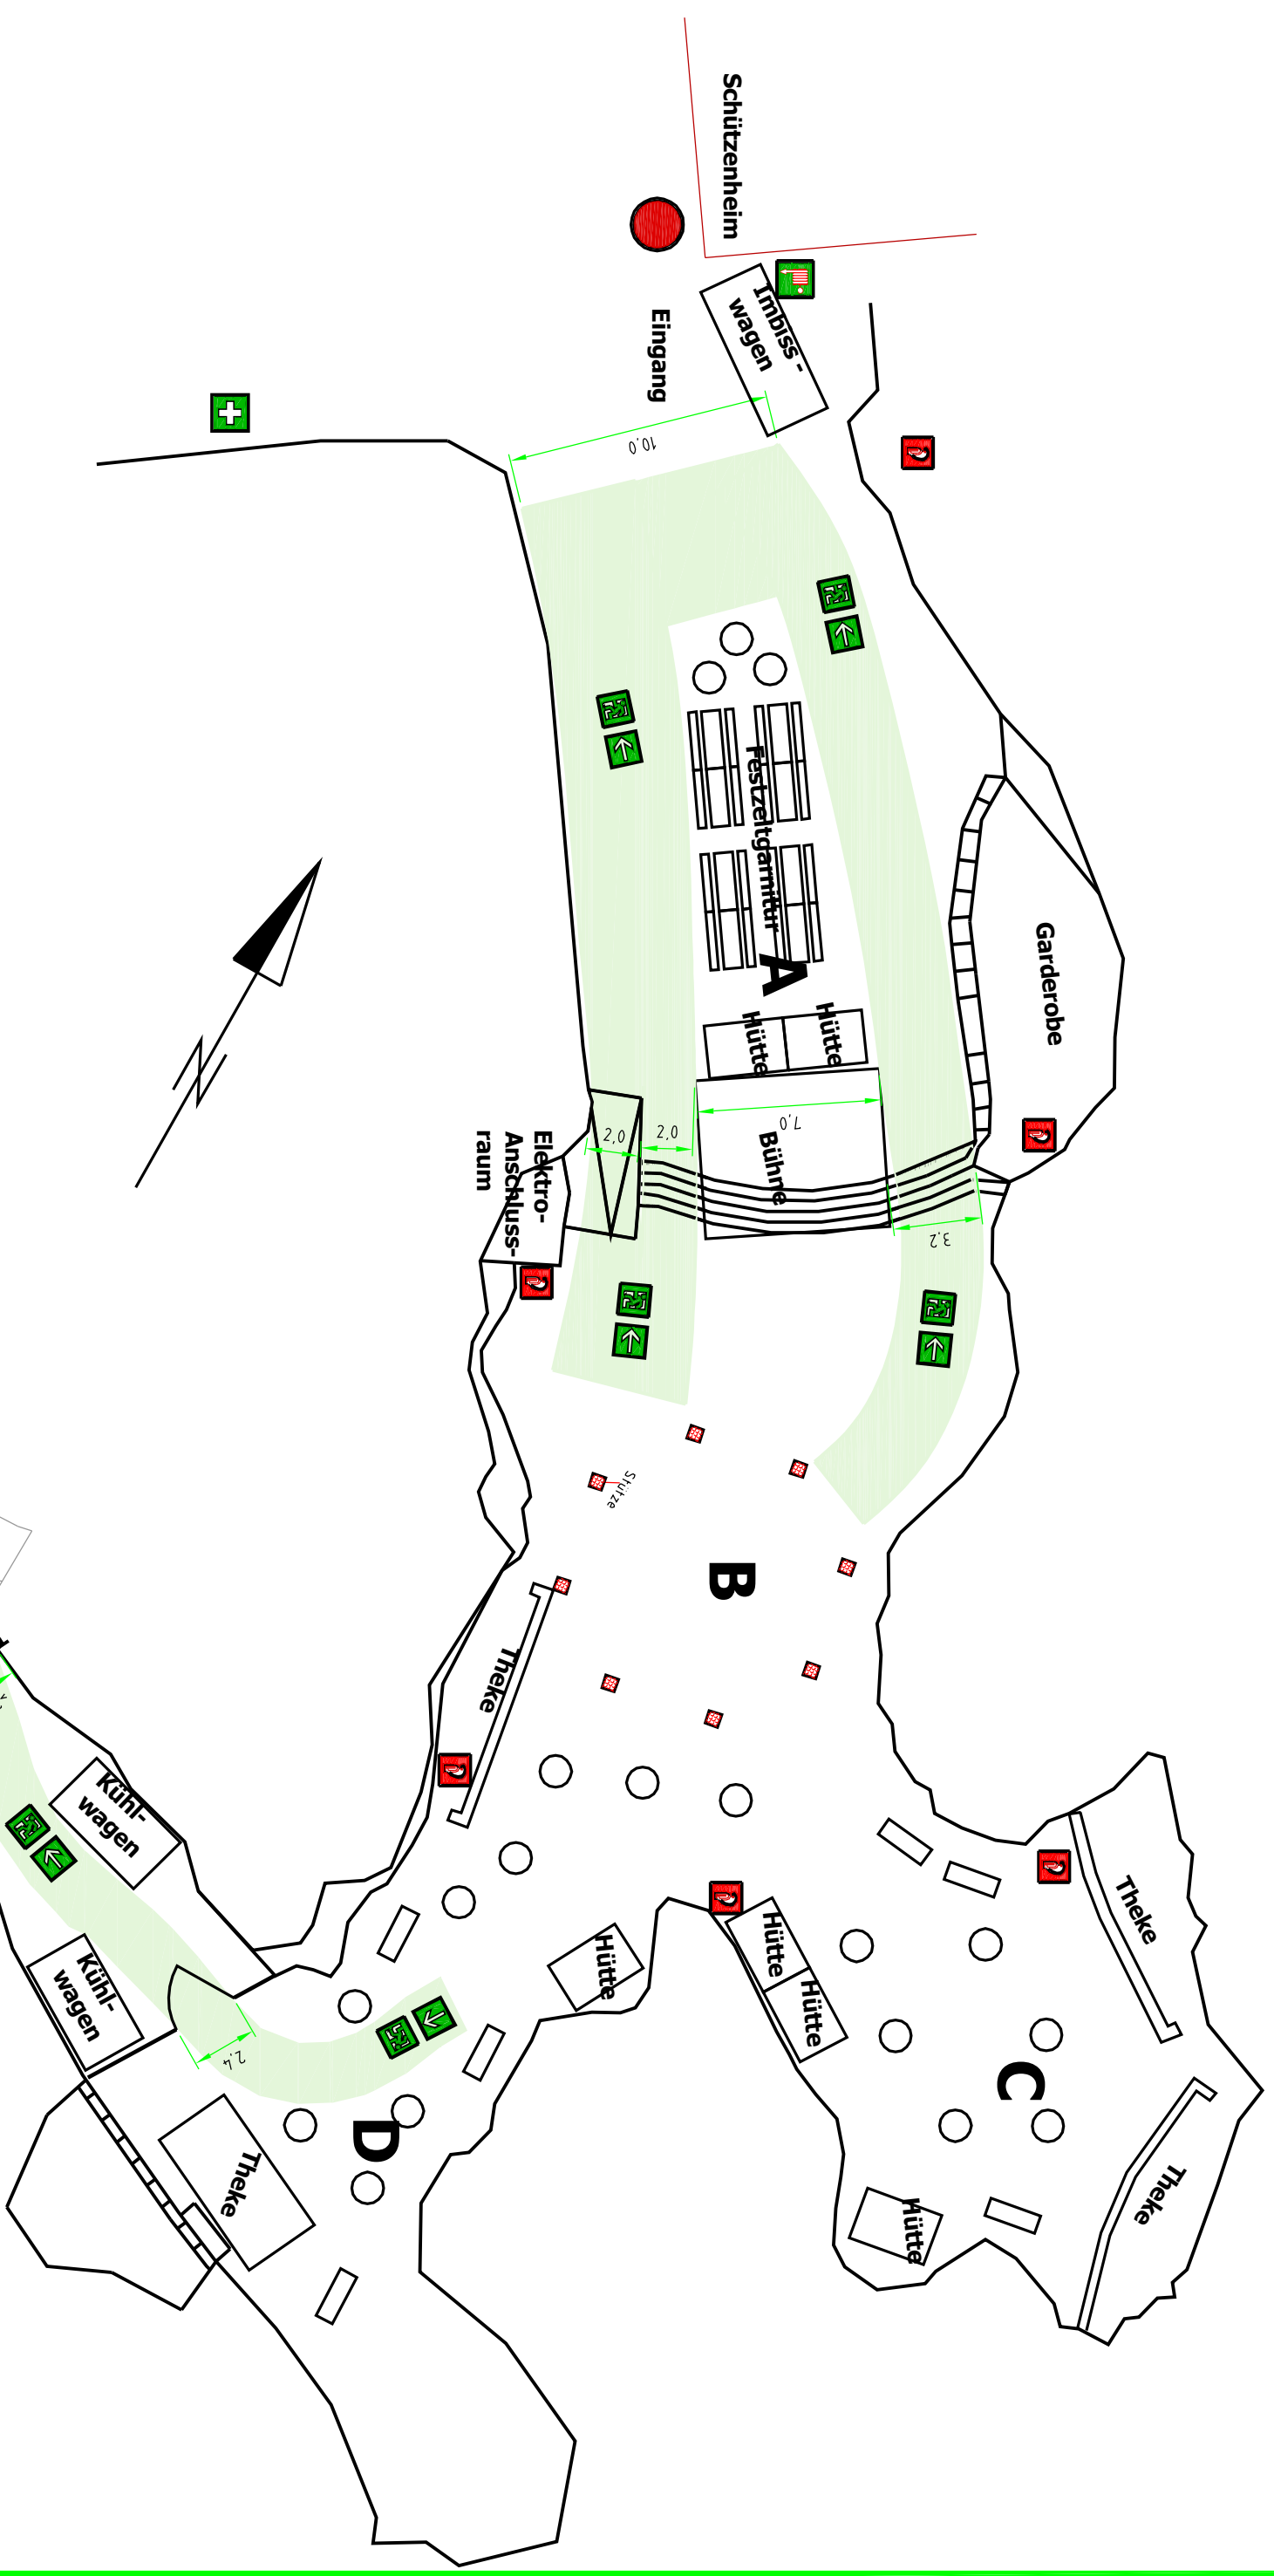 Schützenheim
Eingang
Imbiss -
wagen
10,0
Festzeltgarnitur
A
Garderobe
Hütte
Hütte
7,0
Bühne
2,0
2,0
Elektro-
Anschluss-
raum
3,2
Stütze
B
Theke
Kühl-
wagen
Kühl-
wagen
2,4
Hütte
Hütte
Hütte
Theke
C
Theke
Hütte
D
Theke